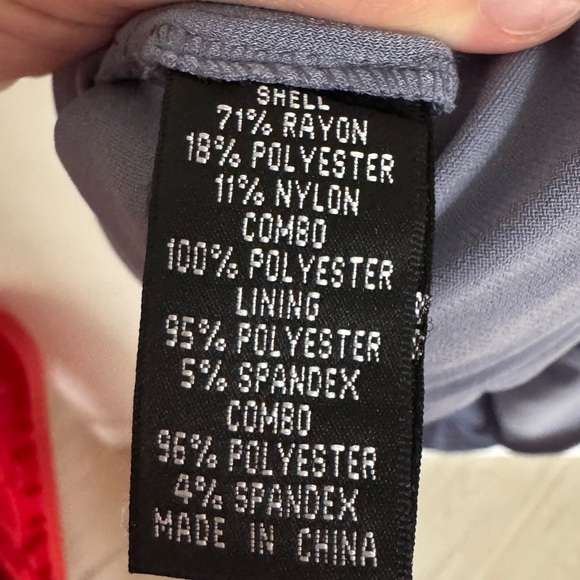 SHELL
71% RAYON
18% POLYESTER
11% NYLON
COMBO
100% POLYESTER
LINING
95% POLYESTER
5% SPANDEX
COMBO
96% POLYESTER
4% SPANDEX
MADE IN CHINA